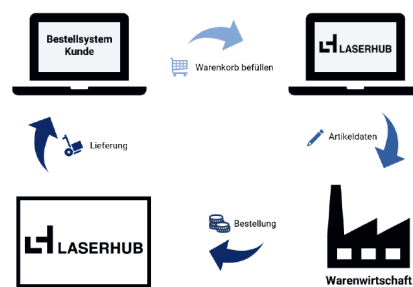 Bestellsystem
Kunde
Warenkorb befüllen
LASERHUB
Lieferung
Artikeldaten
LASERHUB
Bestellung
Warenwirtschaft